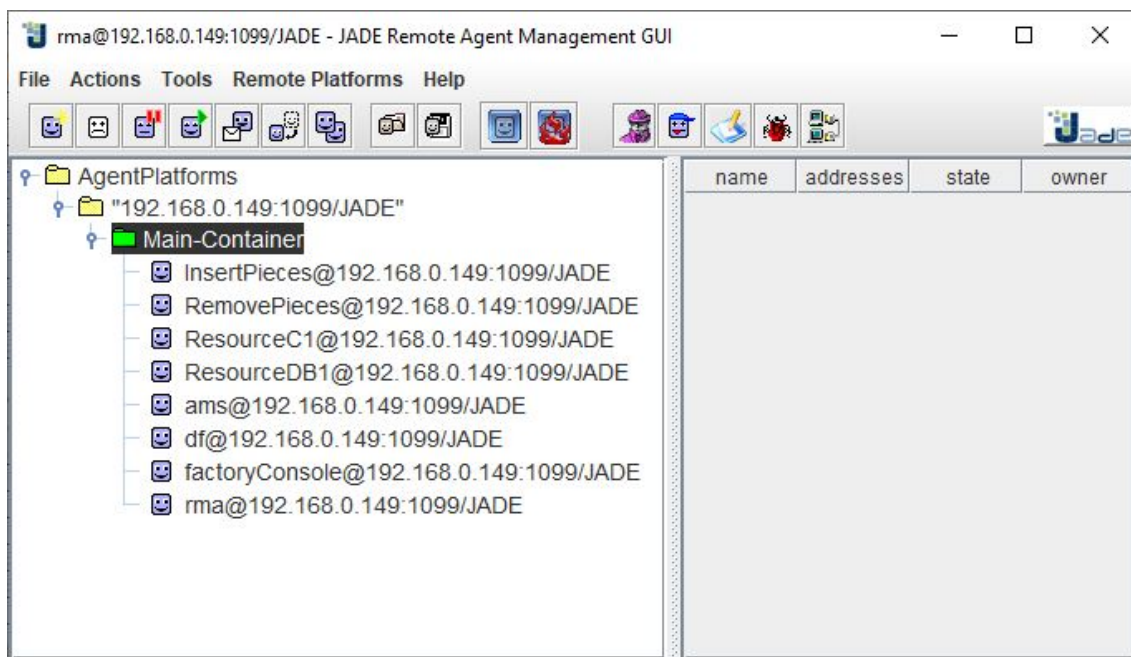 rma@192.168.0.149:1099/JADE - JADE Remote Agent Management GUI
File Actions Tools Remote Platforms Help
Jade
AgentPlatforms
name addresses state owner
"192.168.0.149:1099/JADE"
Main-Container
InsertPieces@192.168.0.149:1099/JADE
RemovePieces@192.168.0.149:1099/JADE
ResourceC1@192.168.0.149:1099/JADE
ResourceDB1@192.168.0.149:1099/JADE
ams@192.168.0.149:1099/JADE
df@192.168.0.149:1099/JADE
factoryConsole@192.168.0.149:1099/JADE
rma@192.168.0.149:1099/JADE